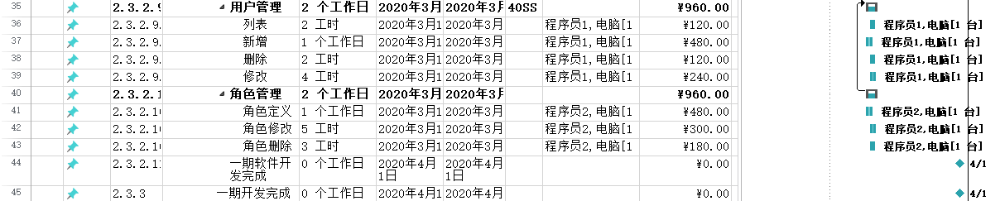 35 2.3.2.9 用户管理 2 个工作日 2020年3月 2020年3月 40SS ¥960.00
36 2.3.2.9. 列表 2 工时 2020年3月1 2020年3月 程序员1,电脑[1 ¥120.00 程序员1,电脑[1 台]
37 2.3.2.9. 新增 1 个工作日 2020年3月1 2020年3月 程序员1,电脑[1 ¥480.00 程序员1,电脑[1 台]
38 2.3.2.9. 删除 2 工时 2020年3月1 2020年3月 程序员1,电脑[1 ¥120.00 程序员1,电脑[1 台]
39 2.3.2.9. 修改 4 工时 2020年3月1 2020年3月 程序员1,电脑[1 ¥240.00 程序员1,电脑[1 台]
40 2.3.2.1 角色管理 2 个工作日 2020年3月 2020年3月 ¥960.00
41 2.3.2.10 角色定义 1 个工作日 2020年3月1 2020年3月 程序员2,电脑[1 ¥480.00 程序员2,电脑[1 台]
42 2.3.2.10 角色修改 5 工时 2020年3月1 2020年3月 程序员2,电脑[1 ¥300.00 程序员2,电脑[1 台]
43 2.3.2.10 角色删除 3 工时 2020年3月1 2020年3月 程序员2,电脑[1 ¥180.00 程序员2,电脑[1 台]
44 2.3.2.11 一期软件开 0 个工作日 2020年4月 2020年4月 ¥0.00 4/1
发完成 1日 1日
45 2.3.3 一期开发完成 0 个工作日 2020年4月1 2020年4月 ¥0.00 4/1